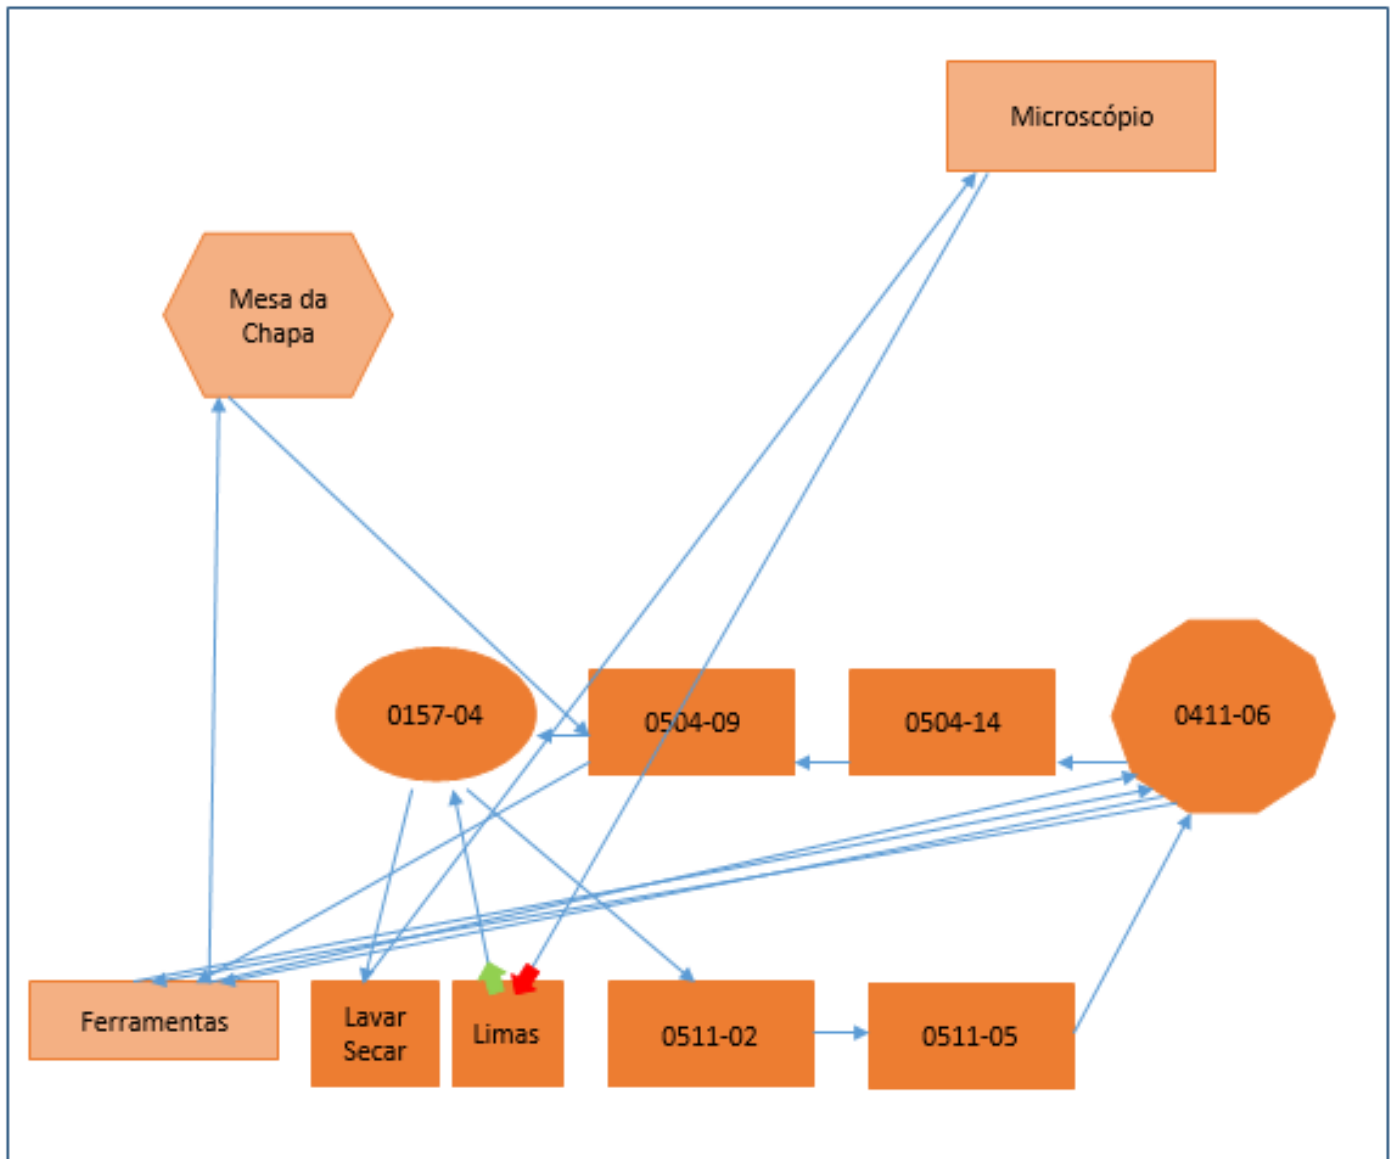 Microscópio
Mesa da
Chapa
0157-04
0504-09
0504-14
0411-06
Ferramentas
Lavar
Secar
Limas
0511-02
0511-05